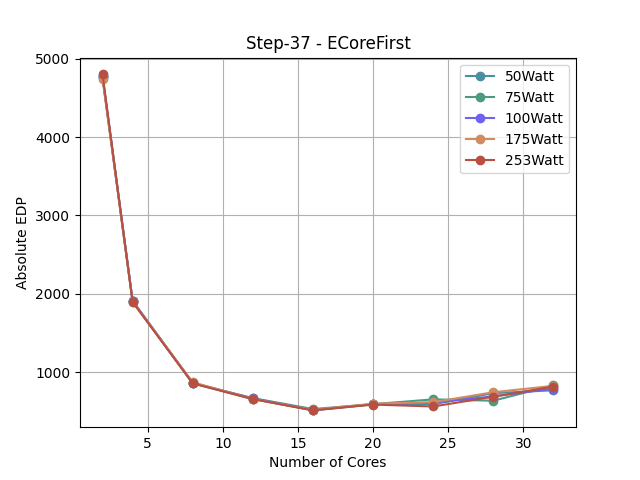 Step-37 - ECoreFirst
50Watt
75Watt
100Watt
175Watt
253Watt
Absolute EDP
5000
4000
3000
2000
1000
5 10 15 20 25 30
Number of Cores